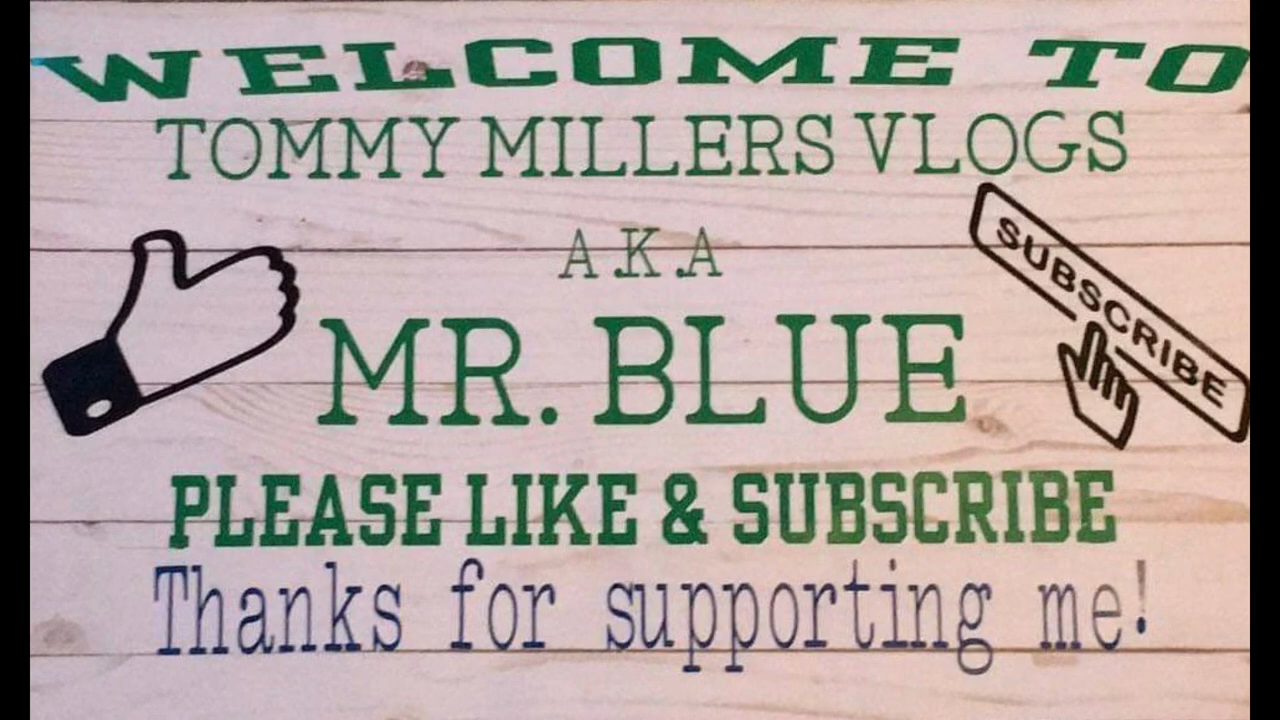 WELCOME TO
TOMMY MILLERS VLOGS
A.K.A
SUBSCRIBE
MR. BLUE
PLEASE LIKE & SUBSCRIBE
Thanks for supporting me!